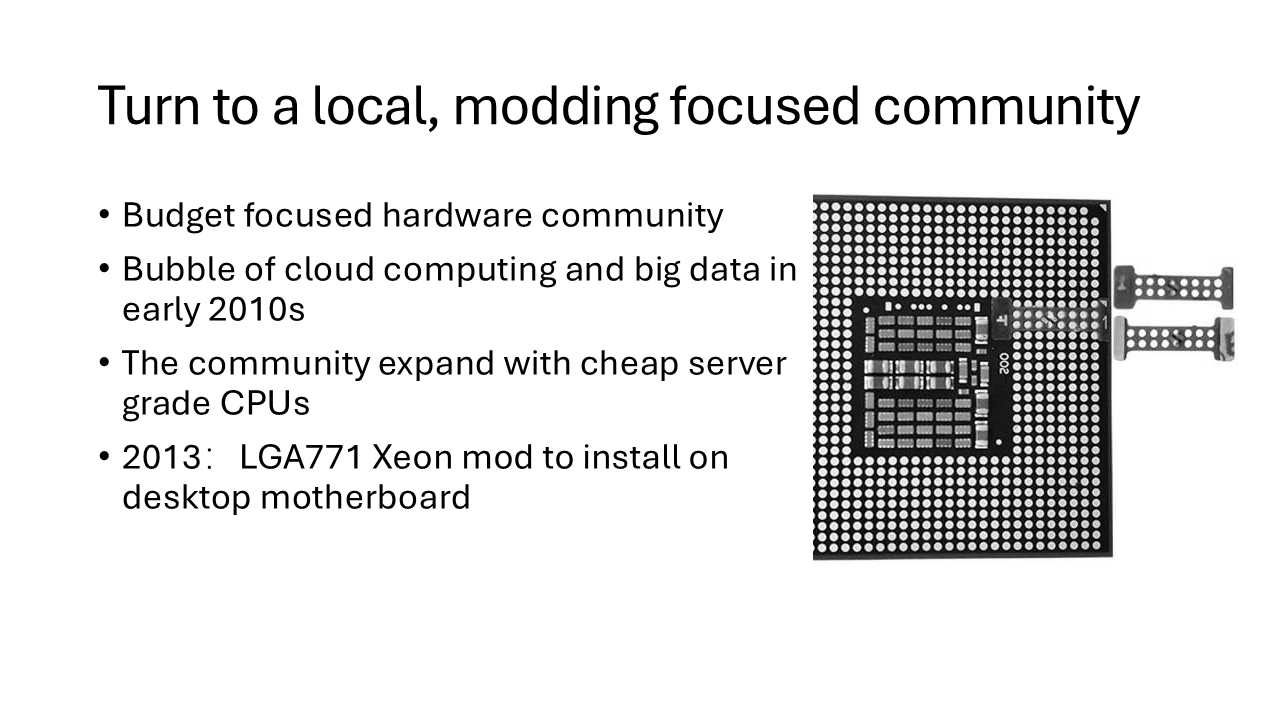 Turn to a local, modding focused community
• Budget focused hardware community
• Bubble of cloud computing and big data in
early 2010s
• The community expand with cheap server
grade CPUs
• 2013： LGA771 Xeon mod to install on
desktop motherboard
200